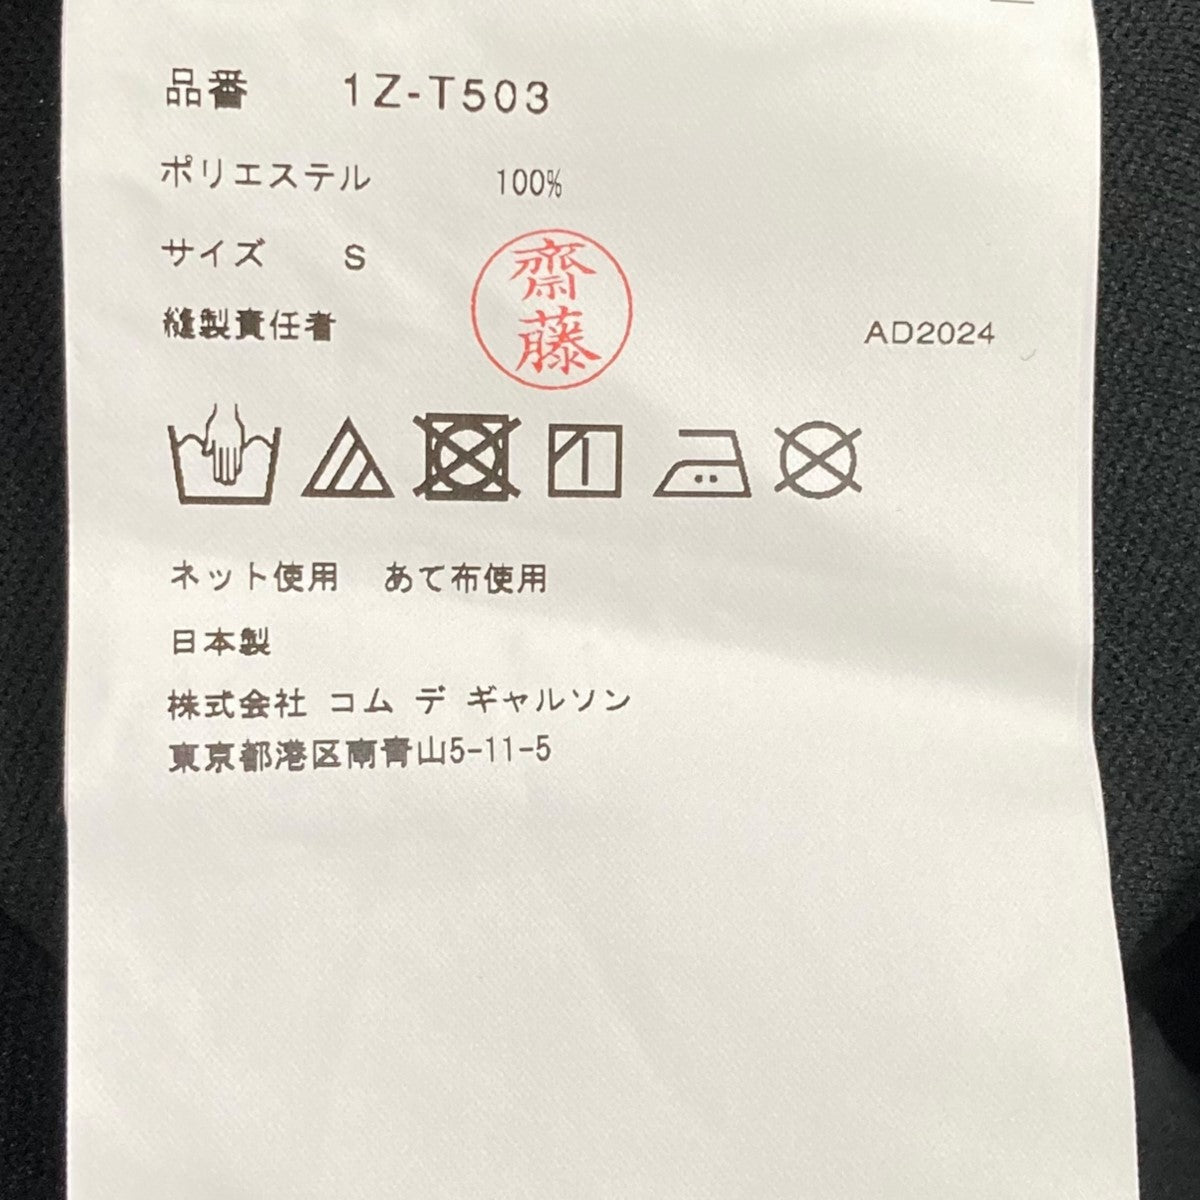 品番 1Z-T503
ポリエステル 100%
サイズ S
齋藤
縫製責任者
AD2024
ネット使用 あて布使用
日本製
株式会社 コム デ ギャルソン
東京都港区南青山5-11-5